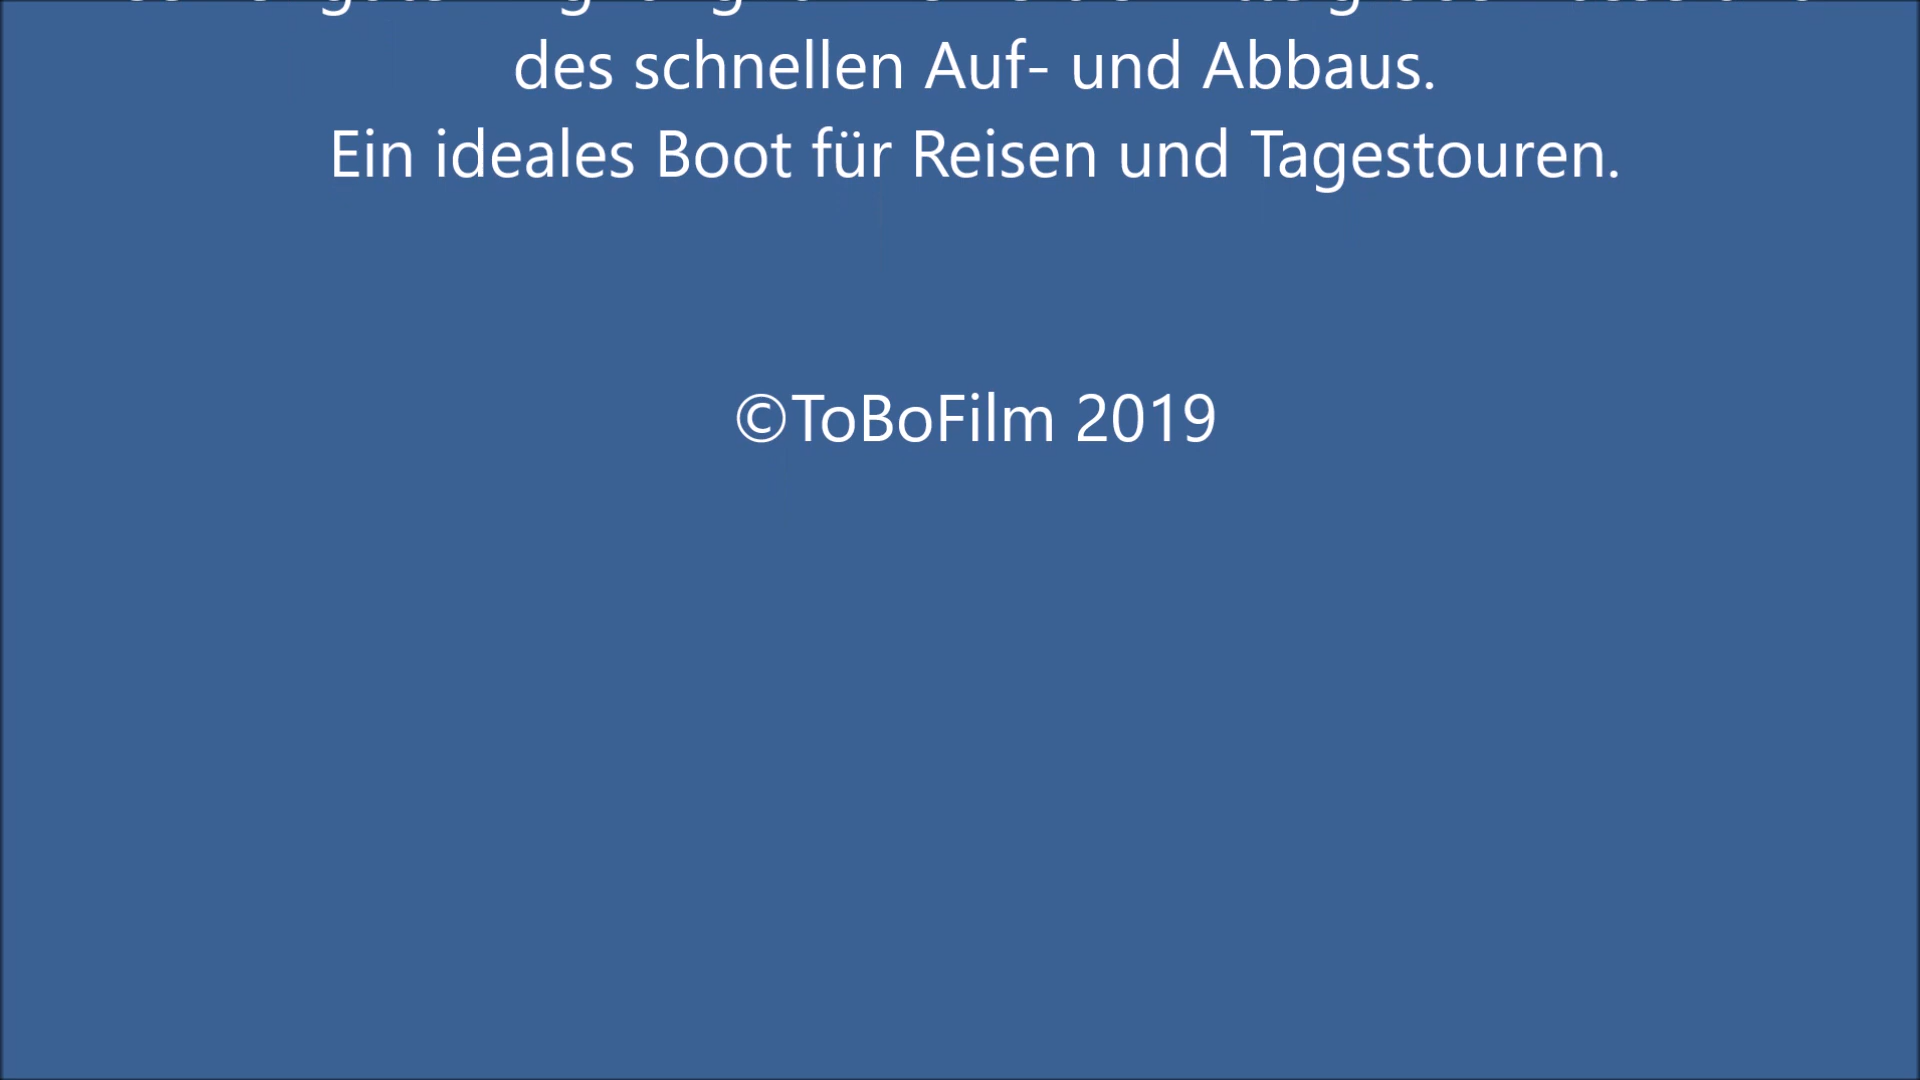 des schnellen Auf- und Abbaus.
Ein ideales Boot für Reisen und Tagestouren.
©ToBoFilm 2019